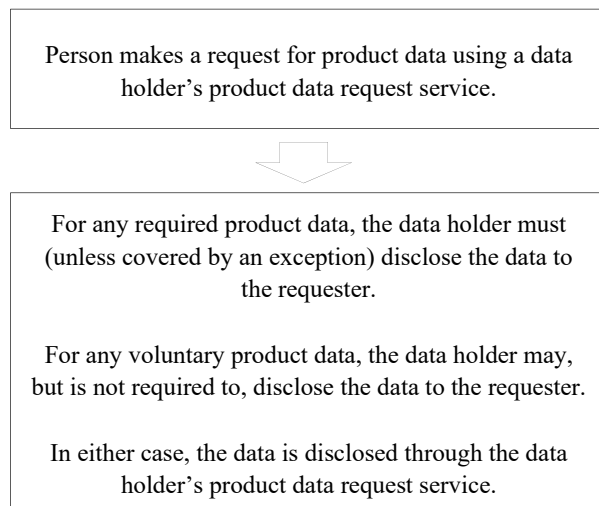 Person makes a request for product data using a data
holder’s product data request service.
For any required product data, the data holder must
(unless covered by an exception) disclose the data to
the requester.
For any voluntary product data, the data holder may,
but is not required to, disclose the data to the requester.
In either case, the data is disclosed through the data
holder’s product data request service.